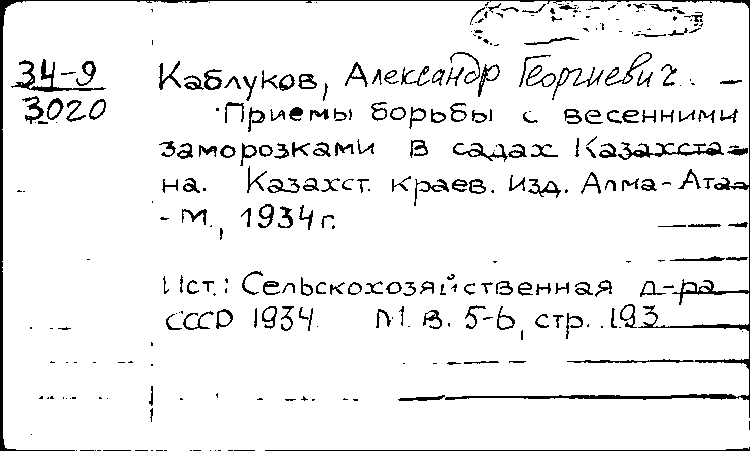 34-9
3020
Каблуков, Александр Георгиевич. -
Приемы борьбы с весенними
заморозками в садах Казахста=
на. Казахст. краев. изд. Алма-Ата-
- М., 1934 г.
Ист.: Сельскохозяйственная л-ра
СССР 1934 М. в. 5-6, стр. 193